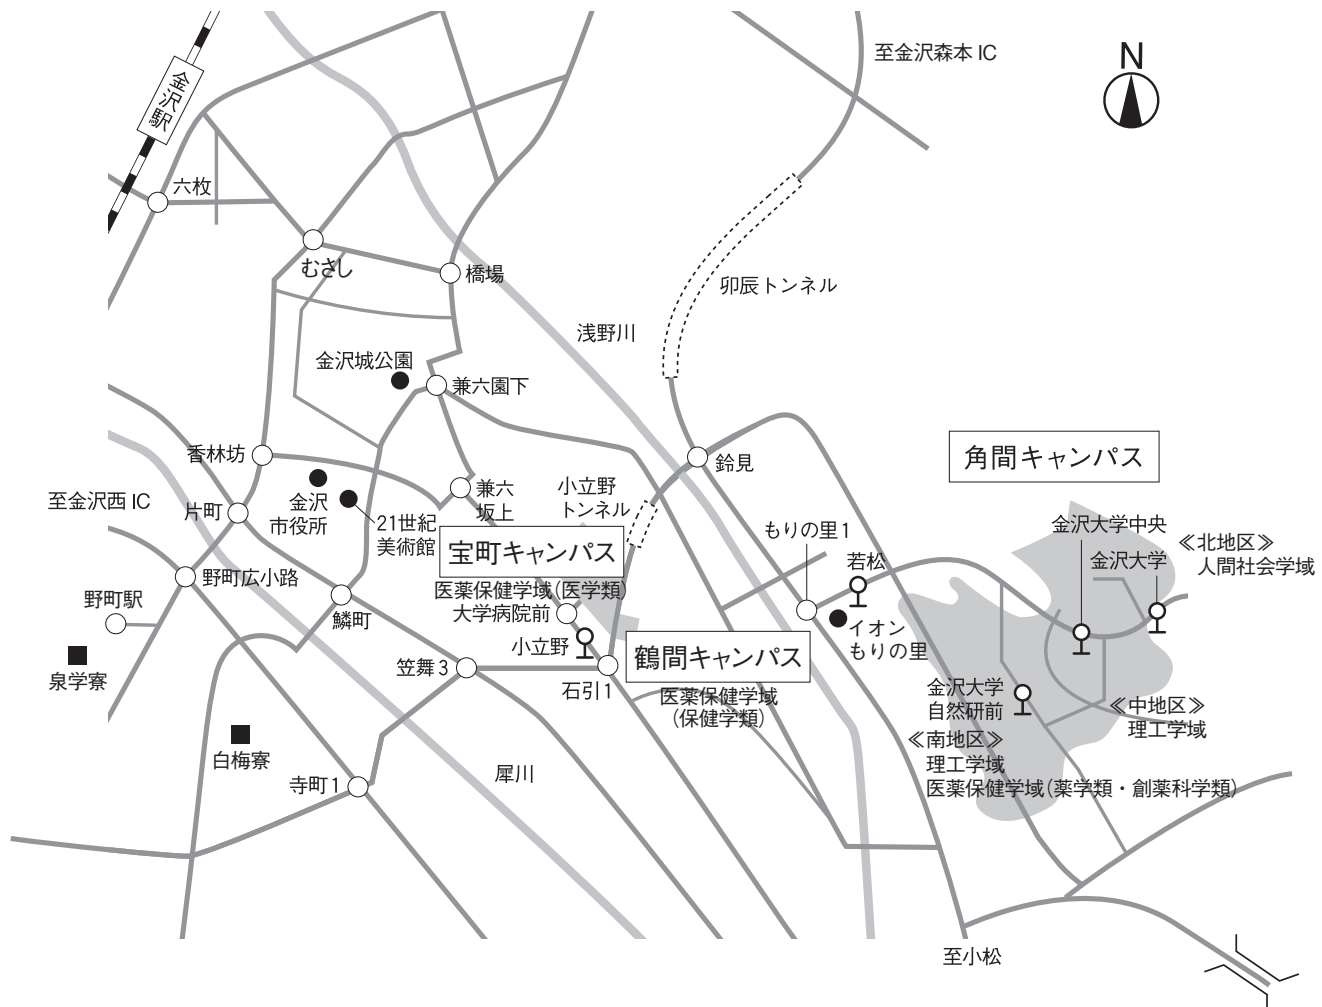 至金沢森本 IC
N
金沢駅
六枚
むさし
橋場
卯辰トンネル
浅野川
金沢城公園
兼六園下
香林坊
鈴見
角間キャンパス
至金沢西 IC
片町
金沢
市役所
21世紀
美術館
兼六
坂上
小立野
トンネル
宝町キャンパス
医薬保健学域(医学類)
大学病院前
もりの里1
若松
金沢大学中央
金沢大学
≪北地区≫
人間社会学域
野町広小路
野町駅
鱗町
小立野
イオン
もりの里
泉学寮
笠舞3
石引1
鶴間キャンパス
医薬保健学域
(保健学類)
金沢大学
自然研前
≪中地区≫
理工学域
≪南地区≫
理工学域
医薬保健学域(薬学類・創薬科学類)
白梅寮
寺町1
犀川
至小松